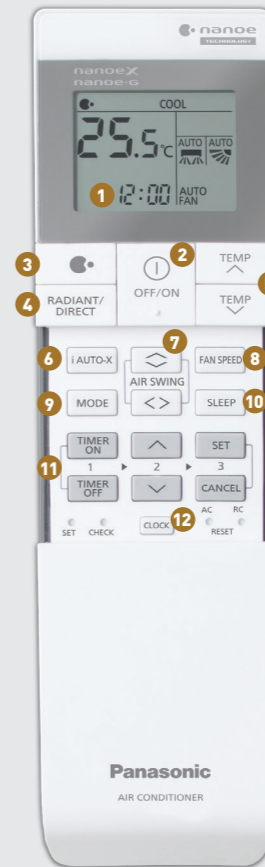 nanoe
TECHNOLOGY
nanoeX
nanoe-G
COOL
25.5℃
AUTO AUTO
1 12:00
AUTO
FAN
2
3
OFF/ON
TEMP
4
RADIANT/
DIRECT
TEMP
6
i AUTO-X
7
FAN SPEED
8
AIR SWING
9
MODE
SLEEP
10
TIMER
ON
SET
11
1
2
3
TIMER
OFF
CANCEL
SET
CHECK
CLOCK
12
AC
RC
RESET
Panasonic
AIR CONDITIONER